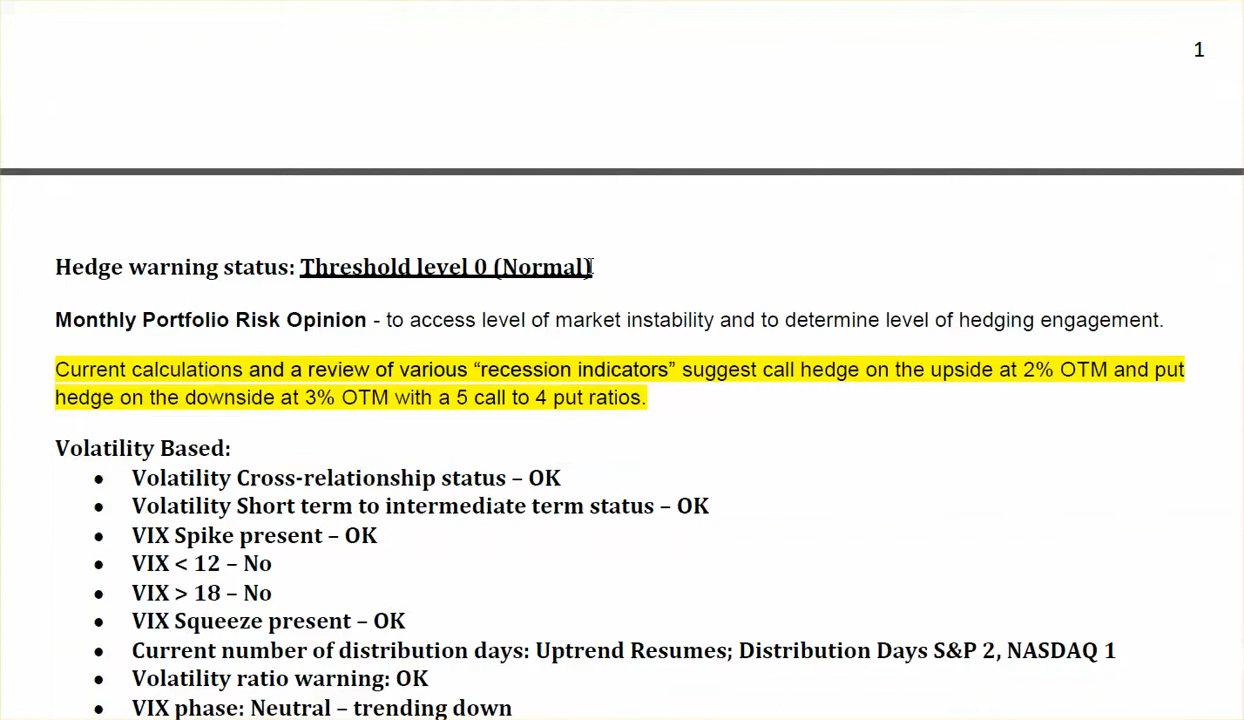 1
Hedge warning status: Threshold level 0 (Normal)
Monthly Portfolio Risk Opinion - to access level of market instability and to determine level of hedging engagement.
Current calculations and a review of various “recession indicators” suggest call hedge on the upside at 2% OTM and put
hedge on the downside at 3% OTM with a 5 call to 4 put ratios.
Volatility Based:
• Volatility Cross-relationship status – OK
• Volatility Short term to intermediate term status – OK
• VIX Spike present – OK
• VIX < 12 – No
• VIX > 18 – No
• VIX Squeeze present – OK
• Current number of distribution days: Uptrend Resumes; Distribution Days S&P 2, NASDAQ 1
• Volatility ratio warning: OK
• VIX phase: Neutral – trending down